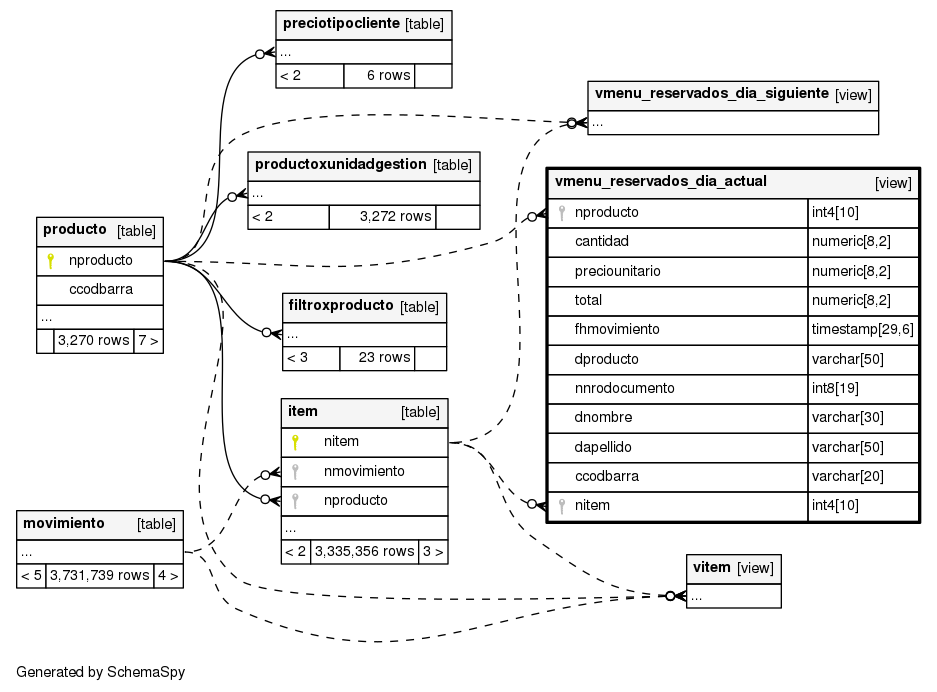 preciotipocliente [table]
...
< 2 6 rows
vmenu_reservados_dia_siguiente [view]
...
productoxunidadgestion [table]
...
< 2 3,272 rows
vmenu_reservados_dia_actual [view]
nproducto int4[10]
cantidad numeric[8,2]
preciounitario numeric[8,2]
total numeric[8,2]
fhmovimiento timestamp[29,6]
dproducto varchar[50]
nnrodocumento int8[19]
dnombre varchar[30]
dapellido varchar[50]
ccodbarra varchar[20]
nitem int4[10]
producto [table]
nproducto
ccodbarra
...
3,270 rows 7 >
filtroxproducto [table]
...
< 3 23 rows
item [table]
nitem
nmovimiento
nproducto
...
< 2 3,335,356 rows 3 >
movimiento [table]
...
< 5 3,731,739 rows 4 >
vitem [view]
...
Generated by SchemaSpy